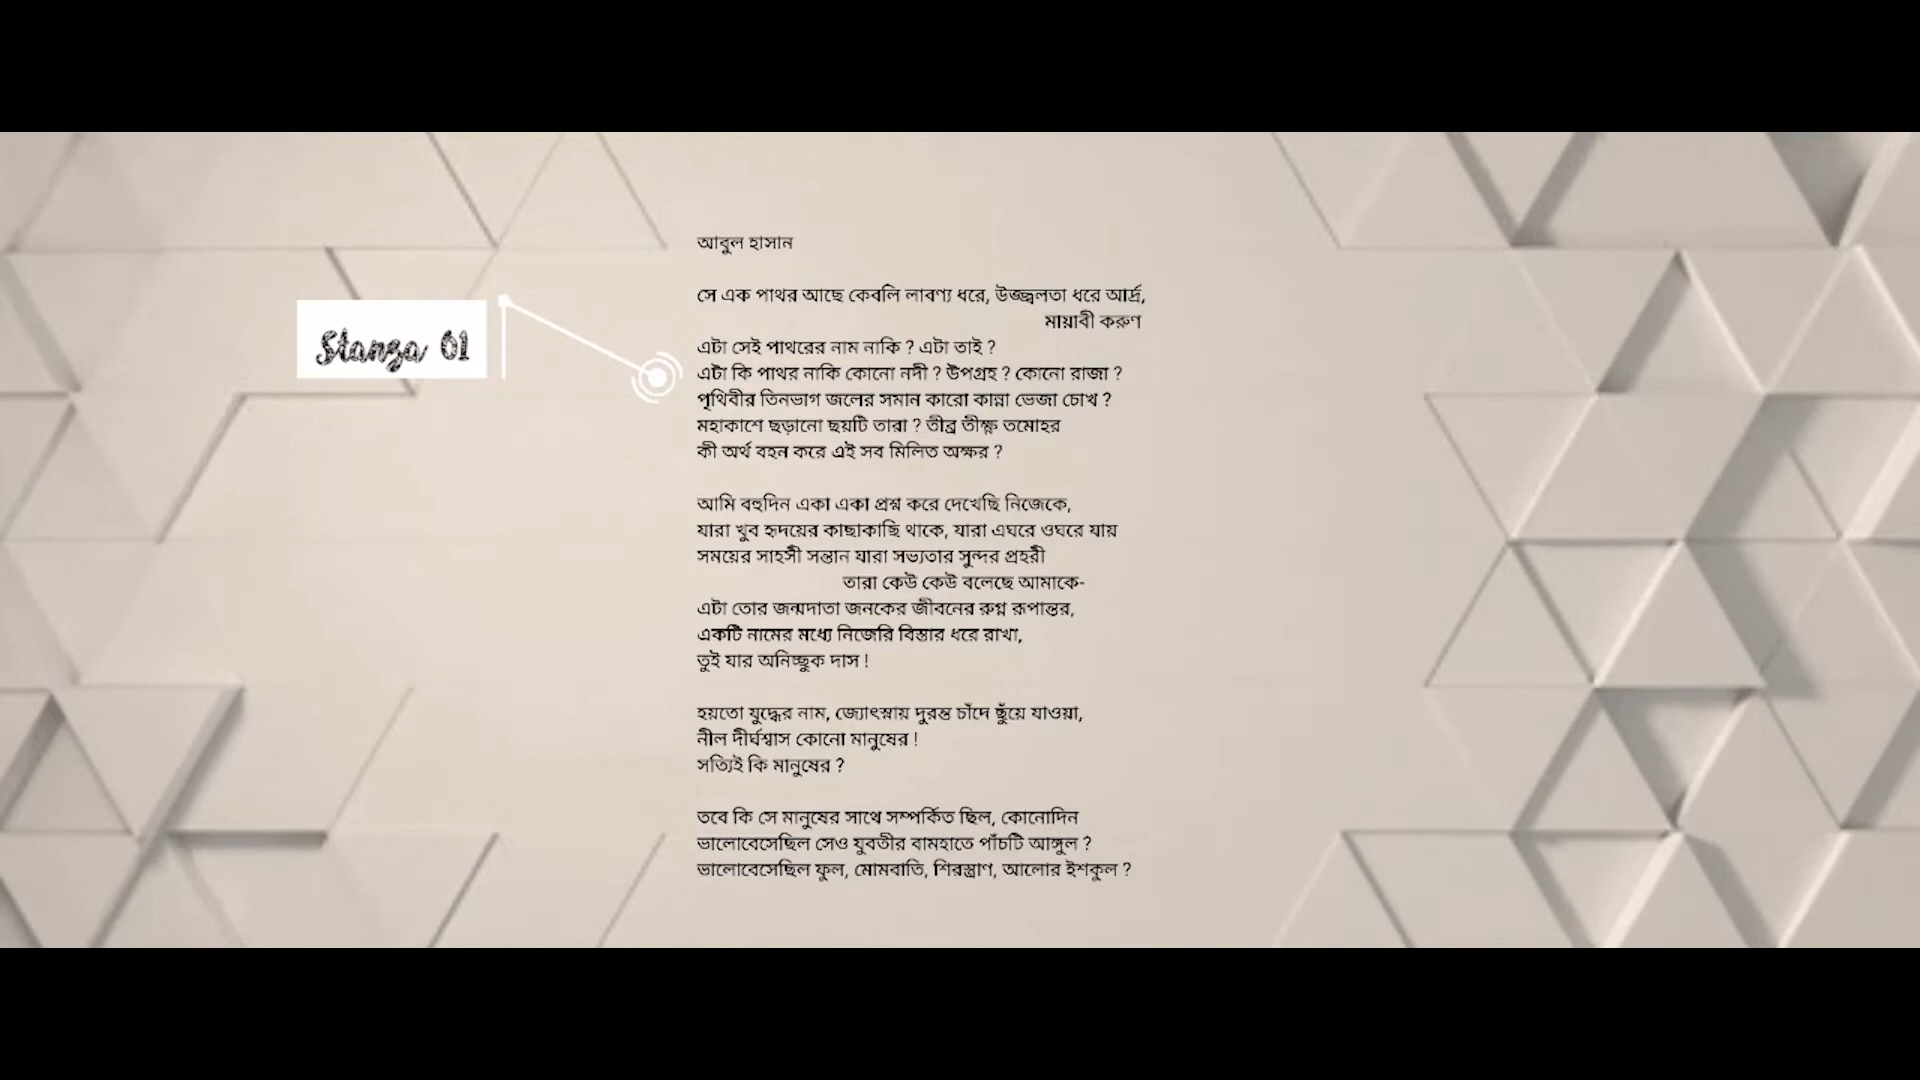 আবুল হাসান
সে এক পাথর আছে কেবলি লাবণ্য ধরে, উজ্জ্বলতা ধরে আর্দ্র,
মায়াবী করুণ
Stanza 01
এটা সেই পাথরের নাম নাকি ? এটা তাই ?
এটা কি পাথর নাকি কোনো নদী ? উপগ্রহ ? কোনো রাজা ?
পৃথিবীর তিনভাগ জলের সমান কারো কান্না ভেজা চোখ ?
মহাকাশে ছড়ানো ছয়টি তারা ? তীব্র তীক্ষ্ণ তমোহর
কী অর্থ বহন করে এই সব মিলিত অক্ষর ?
আমি বহুদিন একা একা প্রশ্ন করে দেখেছি নিজেকে,
যারা খুব হৃদয়ের কাছাকাছি থাকে, যারা এঘরে ওঘরে যায়
সময়ের সাহসী সন্তান যারা সভ্যতার সুন্দর প্রহরী
তারা কেউ কেউ বলেছে আমাকে-
এটা তোর জন্মদাতা জনকের জীবনের রুগ্ন রূপান্তর,
একটি নামের মধ্যে নিজেরি বিস্তার ধরে রাখা,
তুই যার অনিচ্ছুক দাস !
হয়তো যুদ্ধের নাম, জ্যোৎস্নায় দুরন্ত চাঁদে ছুঁয়ে যাওয়া,
নীল দীর্ঘশ্বাস কোনো মানুষের !
সত্যিই কি মানুষের ?
তবে কি সে মানুষের সাথে সম্পর্কিত ছিল, কোনোদিন
ভালোবেসেছিল সেও যুবতীর বামহাতে পাঁচটি আঙ্গুল ?
ভালোবেসেছিল ফুল, মোমবাতি, শিরস্ত্রাণ, আলোর ইশকুল ?